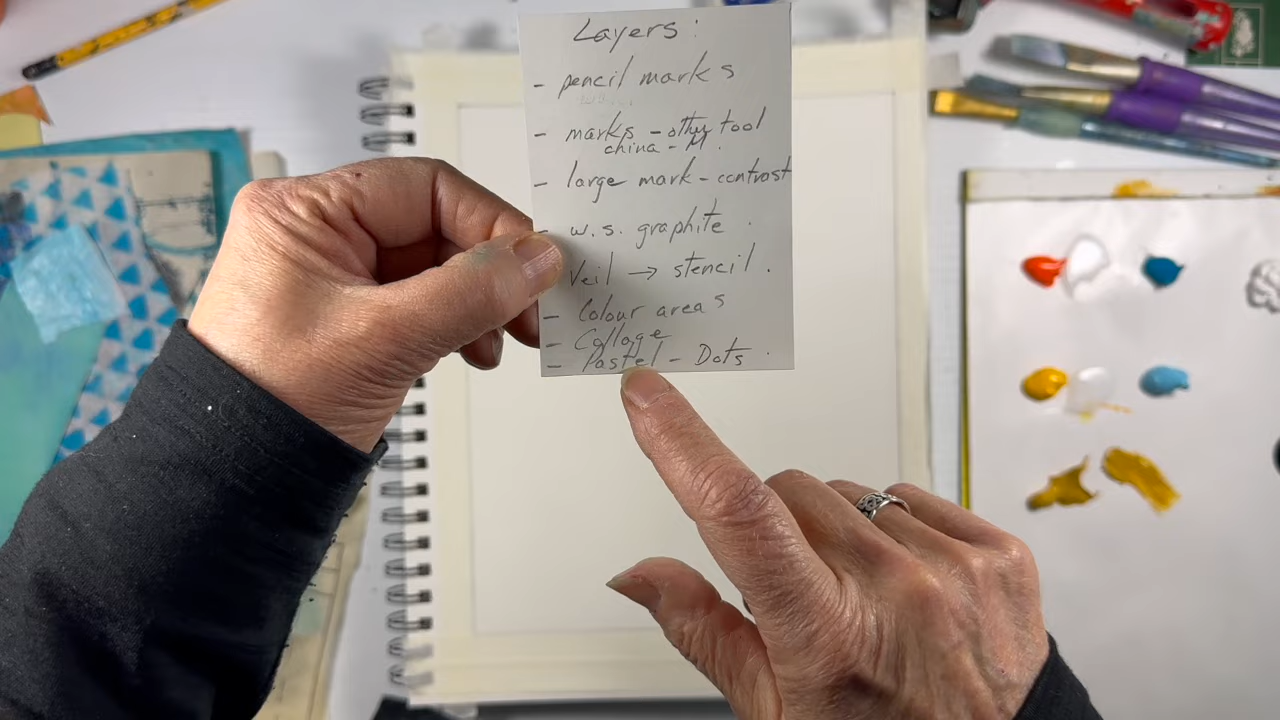 Layers:
- pencil marks
- marks - other tool
china - M.
- large mark - contrast
- w.s. graphite.
Veil → stencil.
- Colour areas
- Collage
- Pastel - Dots.